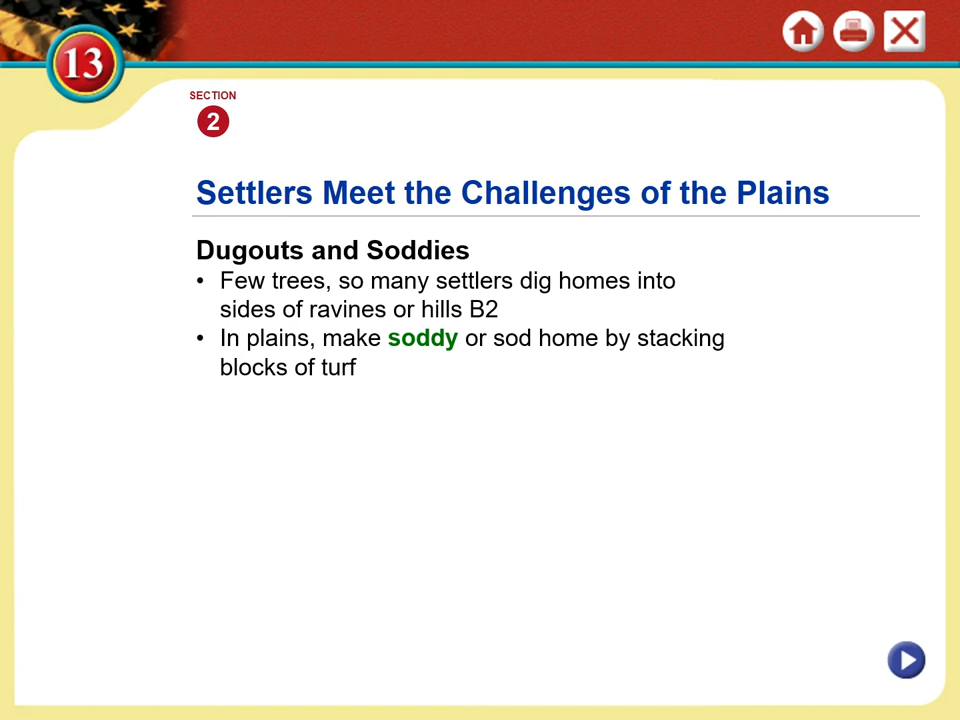 13
SECTION
2
Settlers Meet the Challenges of the Plains
Dugouts and Soddies
• Few trees, so many settlers dig homes into
sides of ravines or hills B2
• In plains, make soddy or sod home by stacking
blocks of turf